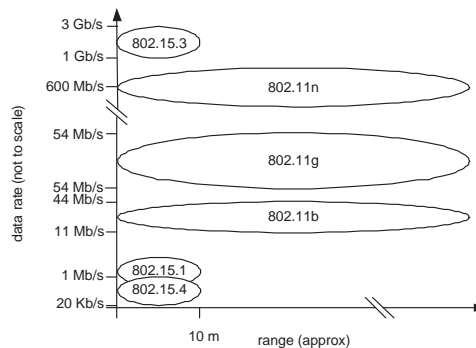 3 Gb/s
802.15.3
1 Gb/s
600 Mb/s
802.11n
54 Mb/s
802.11g
54 Mb/s
44 Mb/s
802.11b
11 Mb/s
802.15.1
1 Mb/s
802.15.4
20 Kb/s
data rate (not to scale)
10 m
range (approx)